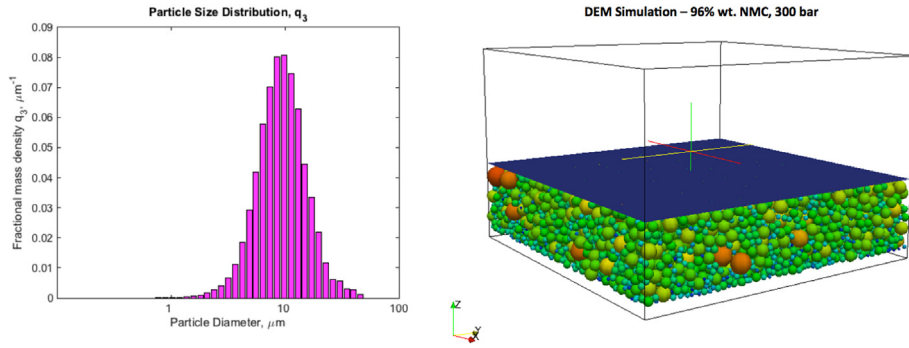 Particle Size Distribution, q3
Fractional mass density q3, μm-1
0.09
0.08
0.07
0.06
0.05
0.04
0.03
0.02
0.01
0
1
10
100
Particle Diameter, μm
DEM Simulation – 96% wt. NMC, 300 bar
Z
Y
X